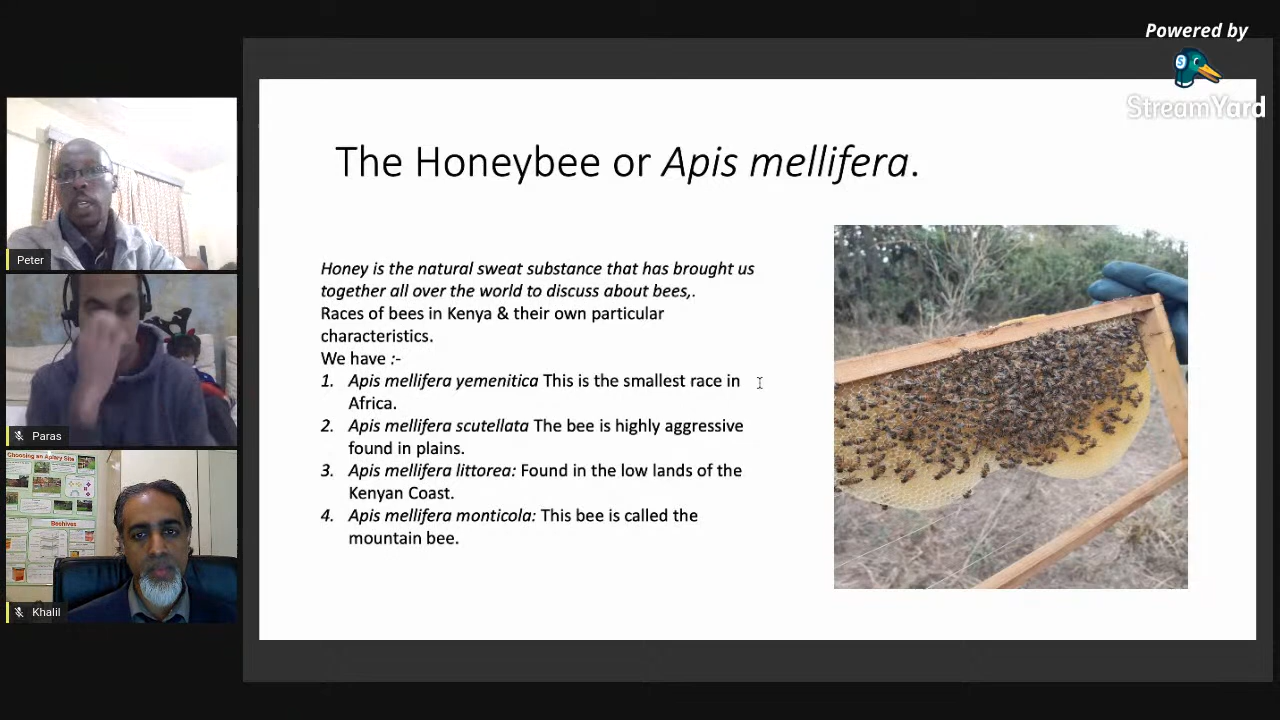 Powered by
StreamYard
The Honeybee or Apis mellifera.
Honey is the natural sweat substance that has brought us
together all over the world to discuss about bees,.
Races of bees in Kenya & their own particular
characteristics.
We have :-
1. Apis mellifera yemenitica This is the smallest race in
Africa.
2. Apis mellifera scutellata The bee is highly aggressive
found in plains.
3. Apis mellifera littorea: Found in the low lands of the
Kenyan Coast.
4. Apis mellifera monticola: This bee is called the
mountain bee.
Peter
Paras
Choosing an Apiary Site
Beehives
Khalil